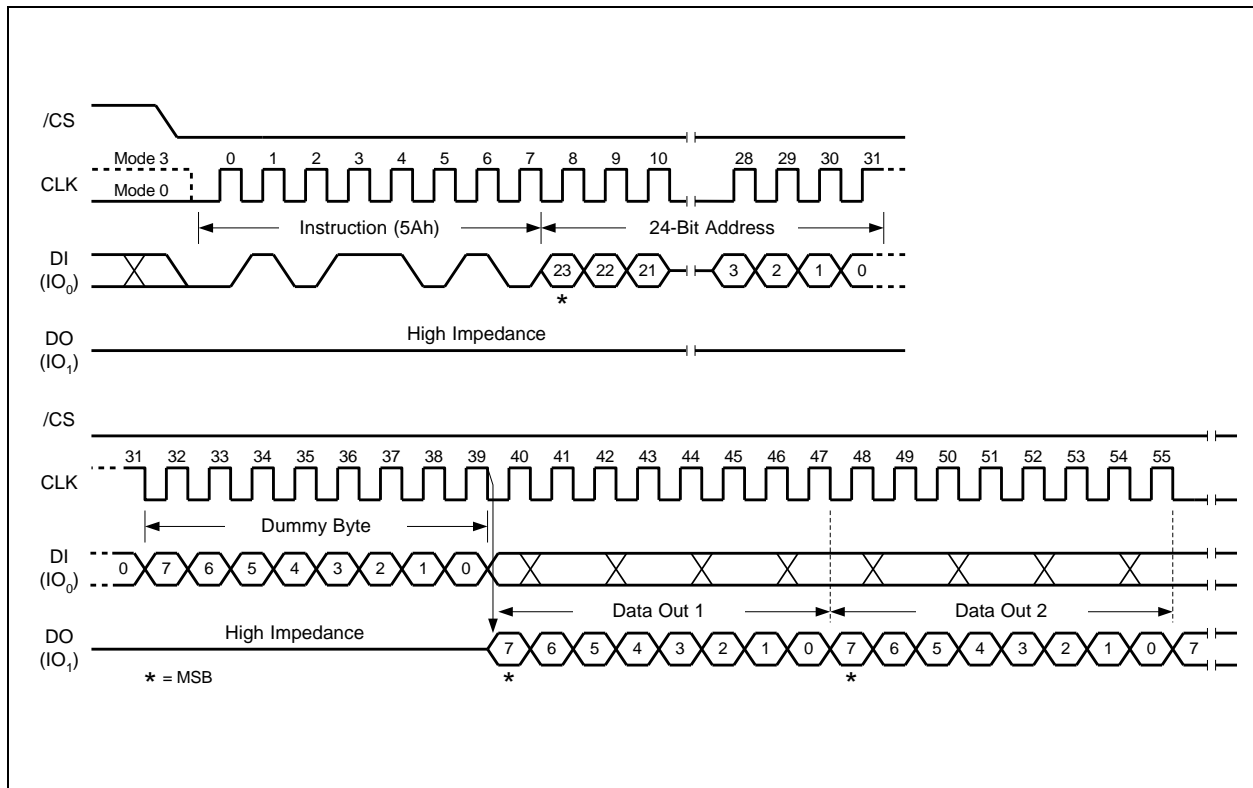 /CS
Mode 3 0 1 2 3 4 5 6 7 8 9 10 28 29 30 31
CLK
Mode 0
Instruction (5Ah) 24-Bit Address
DI
(IO0) 23 22 21 3 2 1 0
*
High Impedance
DO
(IO1)
/CS
31 32 33 34 35 36 37 38 39 40 41 42 43 44 45 46 47 48 49 50 51 52 53 54 55
CLK
Dummy Byte
DI
(IO0) 0 7 6 5 4 3 2 1 0
Data Out 1 Data Out 2
High Impedance
DO
(IO1) 7 6 5 4 3 2 1 0 7 6 5 4 3 2 1 0 7
* = MSB * *